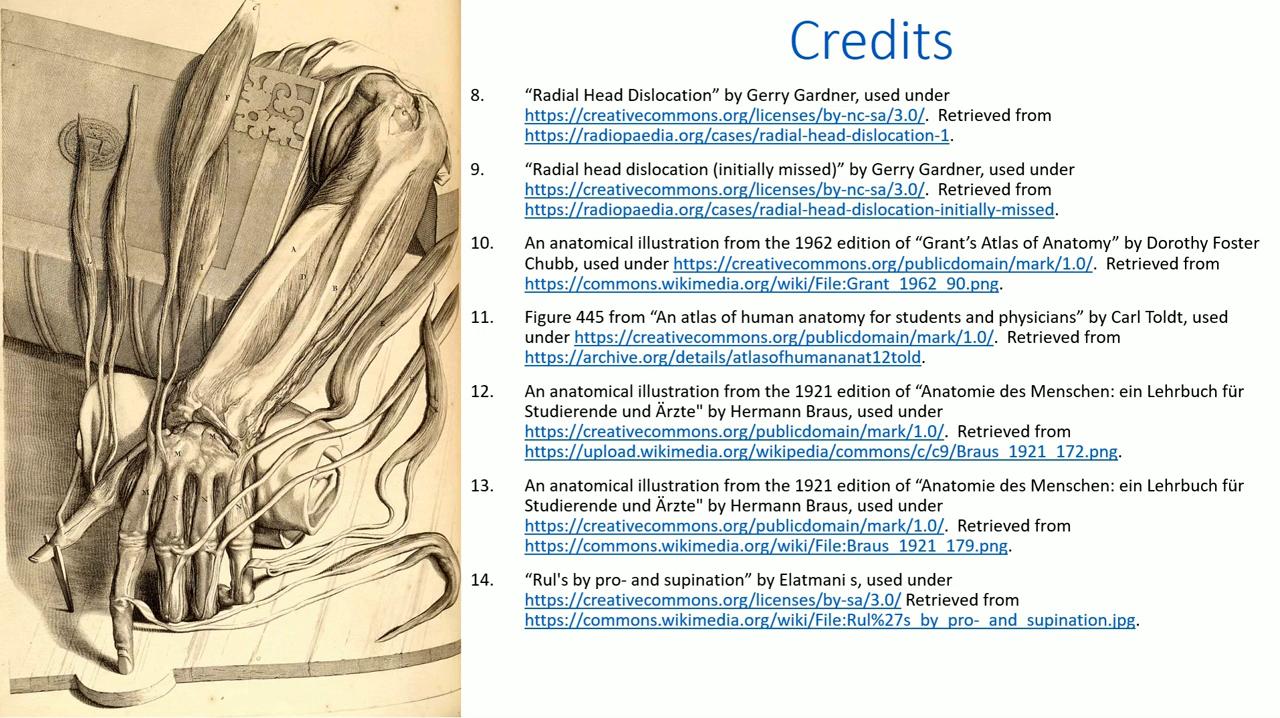 Credits
8. “Radial Head Dislocation” by Gerry Gardner, used under
https://creativecommons.org/licenses/by-nc-sa/3.0/.  Retrieved from
https://radiopaedia.org/cases/radial-head-dislocation-1.
9. “Radial head dislocation (initially missed)” by Gerry Gardner, used under
https://creativecommons.org/licenses/by-nc-sa/3.0/.  Retrieved from
https://radiopaedia.org/cases/radial-head-dislocation-initially-missed.
10. An anatomical illustration from the 1962 edition of “Grant’s Atlas of Anatomy” by Dorothy Foster
Chubb, used under https://creativecommons.org/publicdomain/mark/1.0/.  Retrieved from
https://commons.wikimedia.org/wiki/File:Grant_1962_90.png.
11. Figure 445 from “An atlas of human anatomy for students and physicians” by Carl Toldt, used
under https://creativecommons.org/publicdomain/mark/1.0/.  Retrieved from
https://archive.org/details/atlasofhumananat12told.
12. An anatomical illustration from the 1921 edition of “Anatomie des Menschen: ein Lehrbuch für
Studierende und Ärzte" by Hermann Braus, used under
https://creativecommons.org/publicdomain/mark/1.0/.  Retrieved from
https://upload.wikimedia.org/wikipedia/commons/c/c9/Braus_1921_172.png.
13. An anatomical illustration from the 1921 edition of “Anatomie des Menschen: ein Lehrbuch für
Studierende und Ärzte" by Hermann Braus, used under
https://creativecommons.org/publicdomain/mark/1.0/.  Retrieved from
https://commons.wikimedia.org/wiki/File:Braus_1921_179.png.
14. “Rul's by pro- and supination” by Elatmani s, used under
https://creativecommons.org/licenses/by-sa/3.0/ Retrieved from
https://commons.wikimedia.org/wiki/File:Rul%27s_by_pro-_and_supination.jpg.
F
I
A
D
B
M